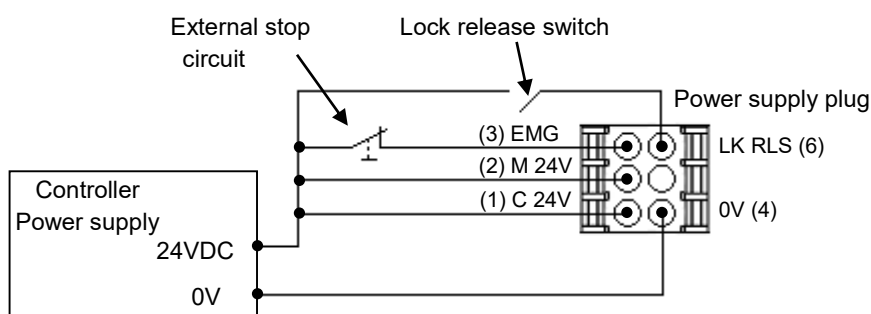 External stop
circuit
Lock release switch
Power supply plug
(3) EMG
LK RLS (6)
(2) M 24V
(1) C 24V
0V (4)
Controller
Power supply
24VDC
0V